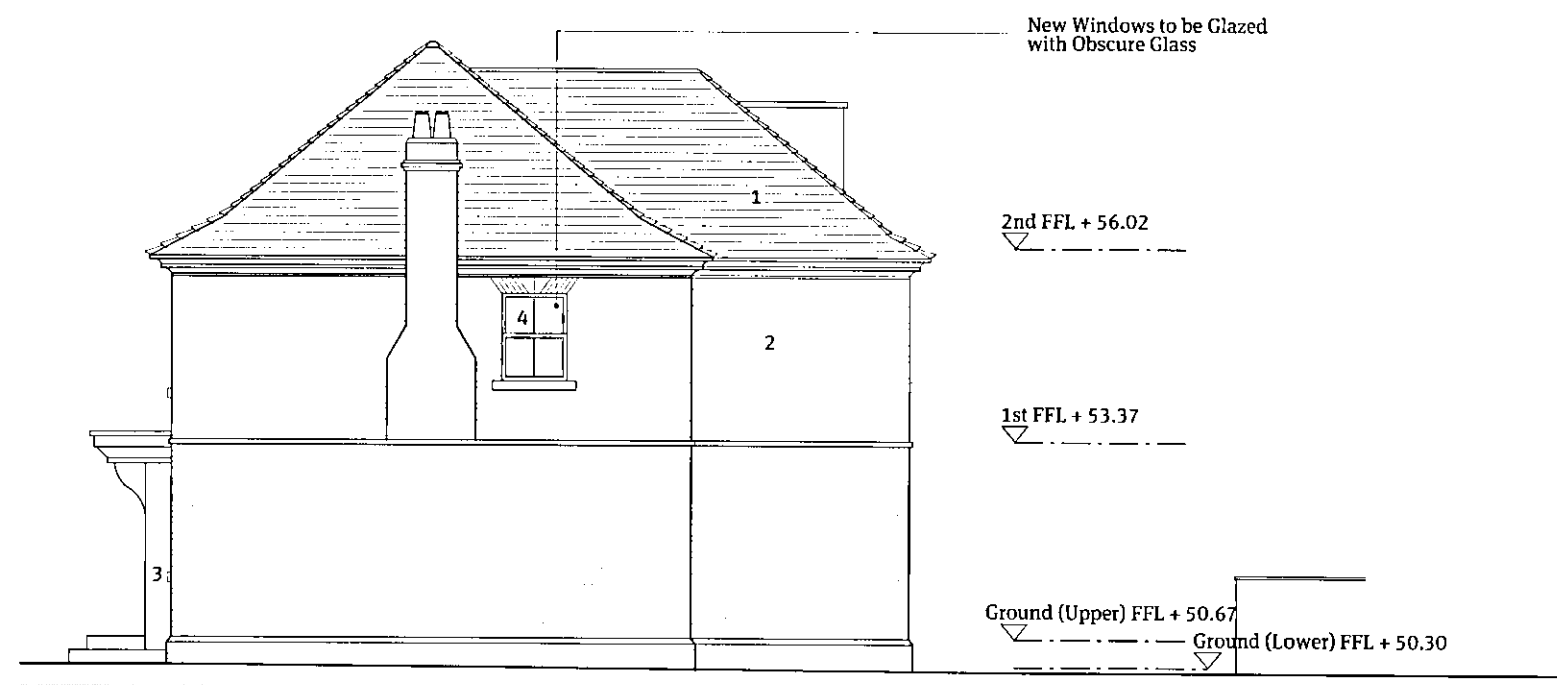 New Windows to be Glazed
with Obscure Glass
1
2nd FFL + 56.02
4
2
1st FFL + 53.37
3
Ground (Upper) FFL + 50.67
Ground (Lower) FFL + 50.30